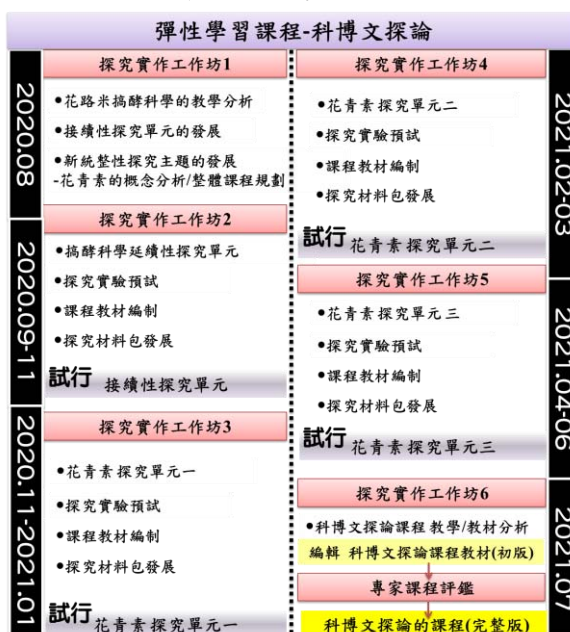 彈性學習課程-科博文探論
2020.08
探究實作工作坊1
•花路米搞酵科學的教學分析
•接續性探究單元的發展
•新統整性探究主題的發展
-花青素的概念分析/整體課程規劃
2020.09-11
探究實作工作坊2
•搞酵科學延續性探究單元
•探究實驗預試
•課程教材編制
•探究材料包發展
試行 接續性探究單元
2020.11-2021.01
探究實作工作坊3
•花青素探究單元一
•探究實驗預試
•課程教材編制
•探究材料包發展
試行 花青素探究單元一
2021.02-03
探究實作工作坊4
•花青素探究單元二
•探究實驗預試
•課程教材編制
•探究材料包發展
試行 花青素探究單元二
2021.04-06
探究實作工作坊5
•花青素探究單元三
•探究實驗預試
•課程教材編制
•探究材料包發展
試行 花青素探究單元三
2021.07
探究實作工作坊6
•科博文探論課程教學/教材分析
編輯 科博文探論課程教材(初版)
專家課程評鑑
科博文探論的課程(完整版)